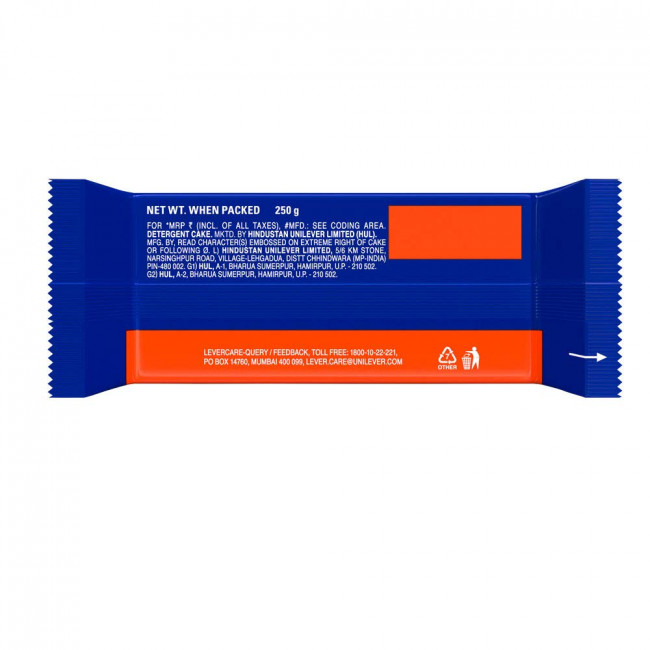 NET WT. WHEN PACKED 250 g
FOR *MRP ₹ (INCL. OF ALL TAXES), #MFD.: SEE CODING AREA.
DETERGENT CAKE. MKTD. BY HINDUSTAN UNILEVER LIMITED (HUL).
MFG. BY, READ CHARACTER(S) EMBOSSED ON EXTREME RIGHT OF CAKE
OR FOLLOWING Ø. L) HINDUSTAN UNILEVER LIMITED, 5/6 KM STONE,
NARSINGHPUR ROAD, VILLAGE-LEHGADUA, DISTT CHHINDWARA (MP-INDIA)
PIN-480 002. G1) HUL, A-1, BHARUA SUMERPUR, HAMIRPUR, U.P. - 210 502.
G2) HUL, A-2, BHARUA SUMERPUR, HAMIRPUR, U.P. - 210 502.
LEVERCARE-QUERY / FEEDBACK, TOLL FREE: 1800-10-22-221,
PO BOX 14760, MUMBAI 400 099, LEVER.CARE@UNILEVER.COM
7
OTHER